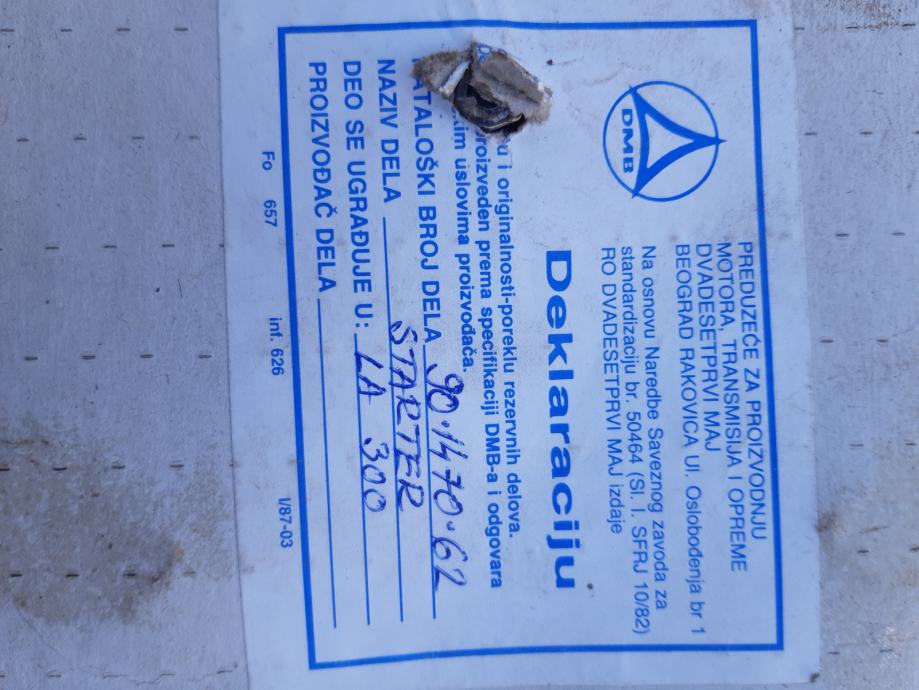 DMB
PREDUZEĆE ZA PROIZVODNJU
MOTORA, TRANSMISIJA I OPREME
DVADESETPRVI MAJ
BEOGRAD RAKOVICA Ul. Oslobođenja br 1
Na osnovu Naredbe Saveznog zavoda za
standardizaciju br. 50464 (Sl. l. SFRJ 10/82)
RO DVADESETPRVI MAJ izdaje
Deklaraciju
i originalnosti-poreklu rezervnih delova.
proizveden prema specifikaciji DMB-a i odgovara
uslovima proizvođača.
KATALOŠKI BROJ DELA 90.1470.62
NAZIV DELA STARTER
DEO SE UGRAĐUJE U: LA 300
PROIZVOĐAČ DELA
Fo 657 inf. 626 I/87-03